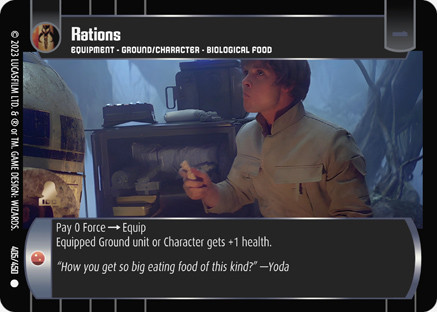 Rations
EQUIPMENT - GROUND/CHARACTER - BIOLOGICAL FOOD
Pay 0 Force → Equip
Equipped Ground unit or Character gets +1 health.
“How you get so big eating food of this kind?” —Yoda
© 2023 LUCASFILM LTD. & ® or TM. GAME DESIGN: WIZARDS.